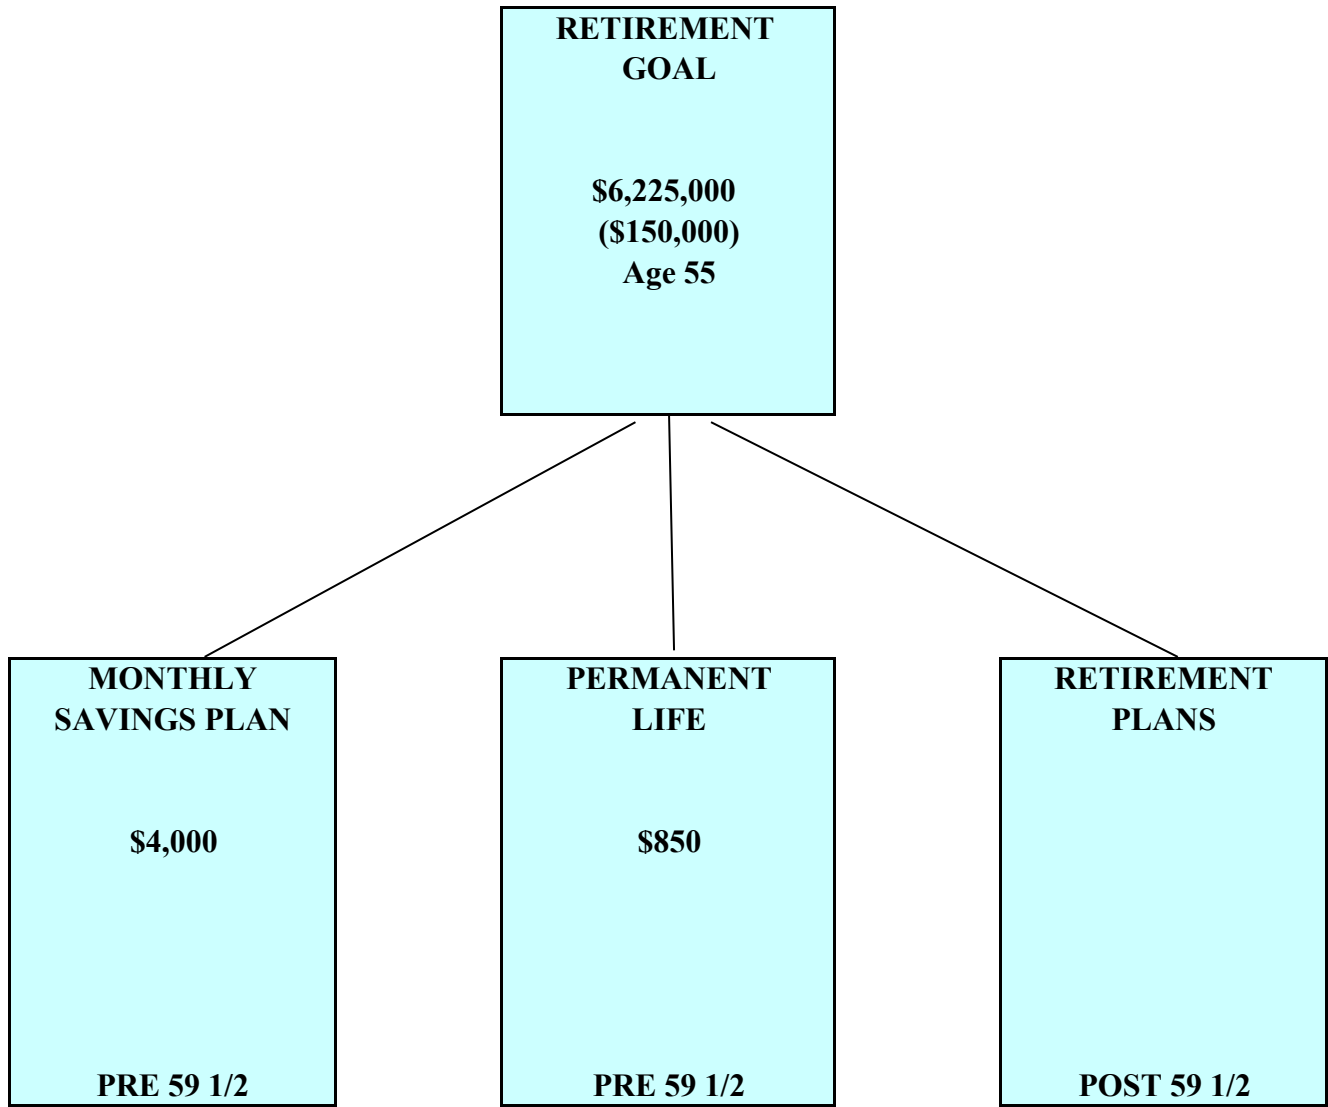 RETIREMENT
GOAL
$6,225,000
($150,000)
Age 55
MONTHLY
SAVINGS PLAN
$4,000
PRE 59 1/2
PERMANENT
LIFE
$850
PRE 59 1/2
RETIREMENT
PLANS
POST 59 1/2